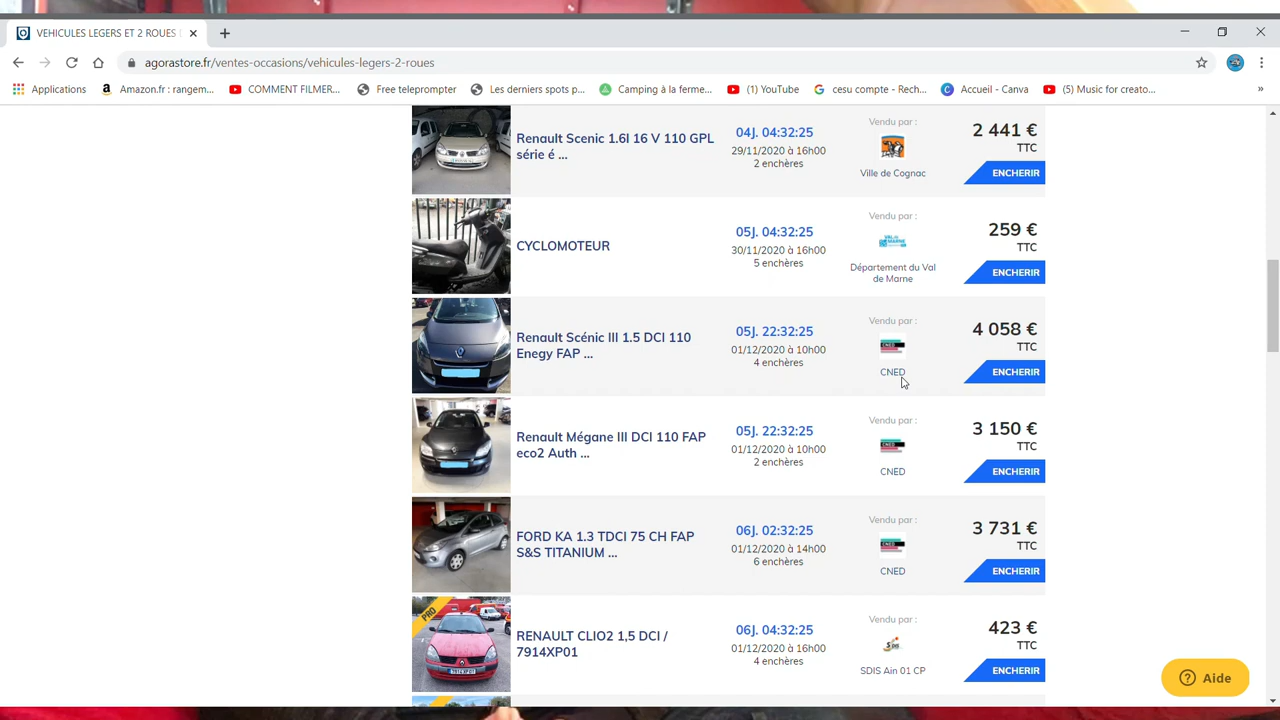 VEHICULES LEGERS ET 2 ROUES
agorastore.fr/ventes-occasions/vehicules-legers-2-roues
Applications
Amazon.fr : rangem...
COMMENT FILMER...
Free teleprompter
Les derniers spots p...
Camping à la ferme...
(1) YouTube
cesu compte - Rech...
Accueil - Canva
(5) Music for creato...
»
Renault Scenic 1.6I 16 V 110 GPL
série é ...
04J. 04:32:25
29/11/2020 à 16h00
2 enchères
Vendu par :
Ville de Cognac
2 441 €
TTC
ENCHERIR
CYCLOMOTEUR
05J. 04:32:25
30/11/2020 à 16h00
5 enchères
Vendu par :
VAL de
MARNE
Département du Val
de Marne
259 €
TTC
ENCHERIR
Renault Scénic III 1.5 DCI 110
Enegy FAP ...
05J. 22:32:25
01/12/2020 à 10h00
4 enchères
Vendu par :
CNED
CNED
4 058 €
TTC
ENCHERIR
Renault Mégane III DCI 110 FAP
eco2 Auth ...
05J. 22:32:25
01/12/2020 à 10h00
2 enchères
Vendu par :
CNED
CNED
3 150 €
TTC
ENCHERIR
FORD KA 1.3 TDCI 75 CH FAP
S&S TITANIUM ...
06J. 02:32:25
01/12/2020 à 14h00
6 enchères
Vendu par :
CNED
CNED
3 731 €
TTC
ENCHERIR
PRO
RENAULT CLIO2 1,5 DCI /
7914XP01
06J. 04:32:25
01/12/2020 à 16h00
4 enchères
Vendu par :
SDIS Ain 01 CP
423 €
TTC
ENCHERIR
Aide